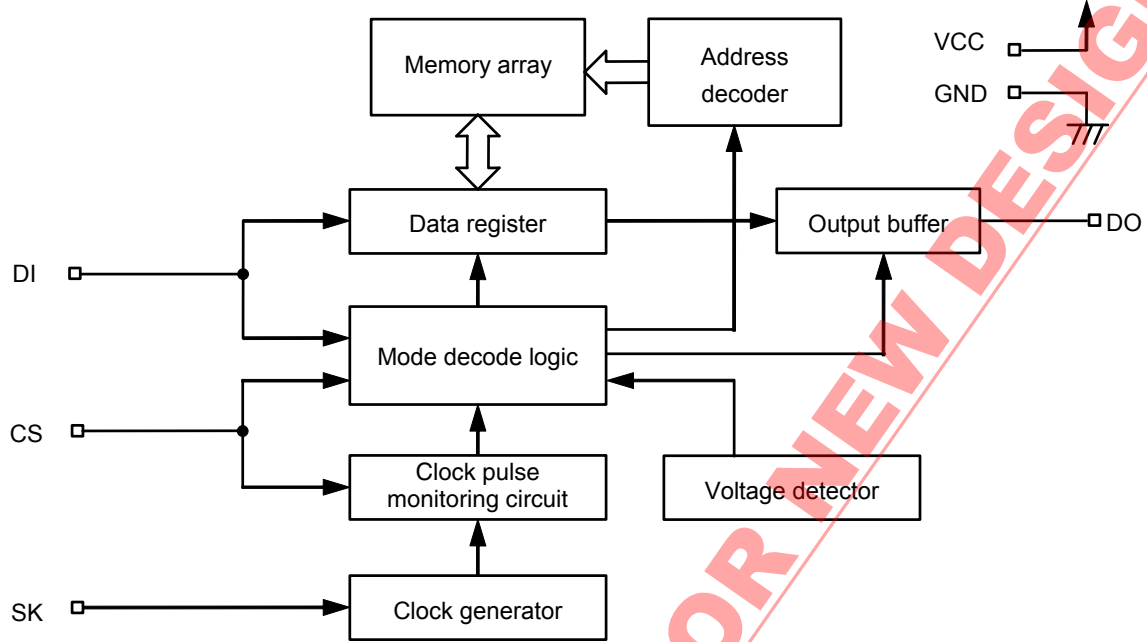 Memory array
Address
decoder
VCC
GND
Data register
Output buffer
DO
DI
Mode decode logic
CS
Clock pulse
monitoring circuit
Voltage detector
SK
Clock generator
OR NEW DESIG